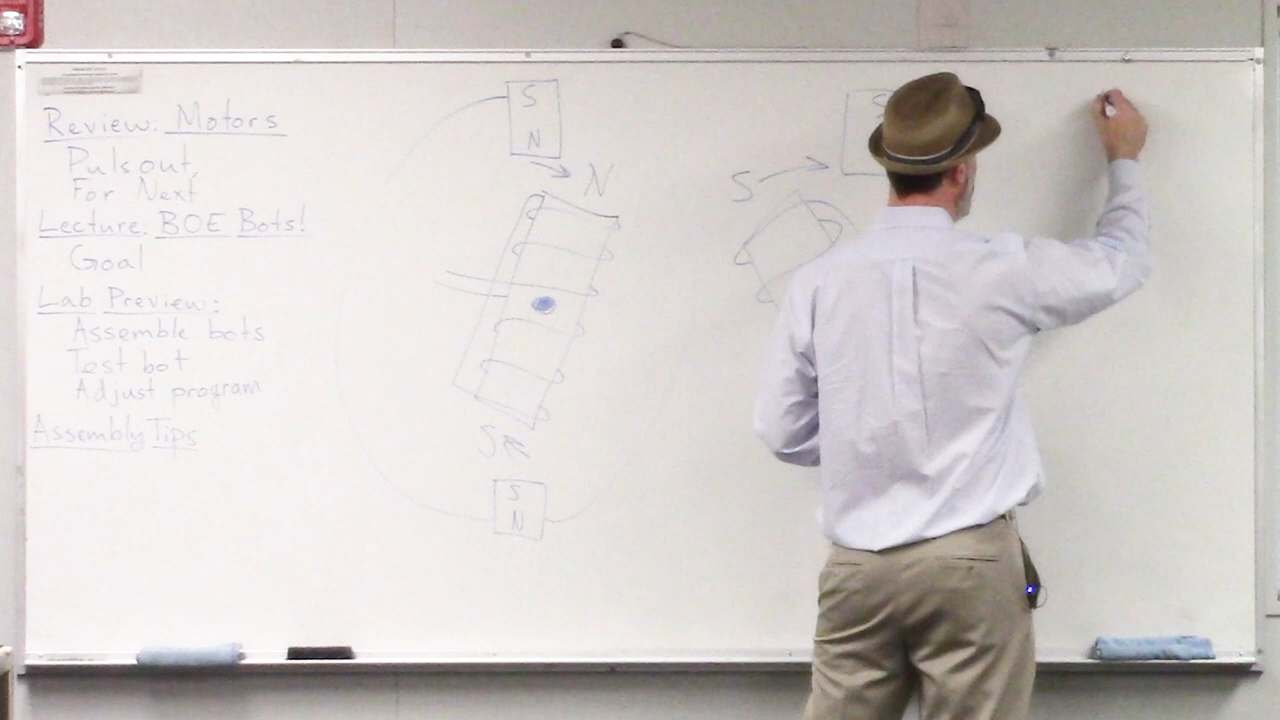 Review: Motors
Pulsout,
For Next
Lecture: BOE Bots!
Goal
Lab Preview:
Assemble bots
Test bot
Adjust program
Assembly Tips
S
N
N
S
S
N
S
S